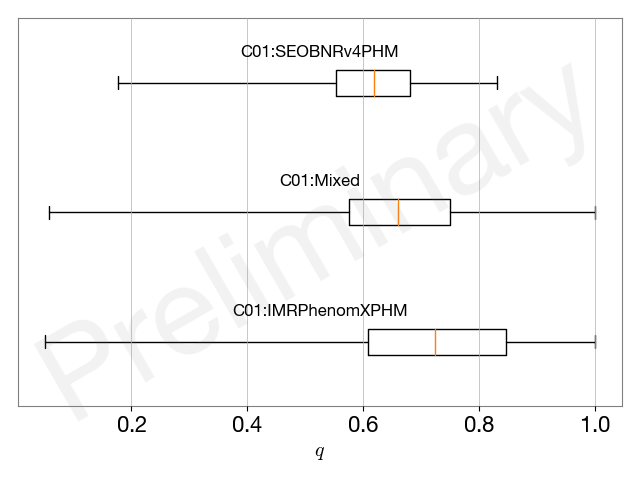 C01:SEOBNRv4PHM
C01:Mixed
C01:IMRPhenomXPHM
Preliminary
0.2 0.4 0.6 0.8 1.0
q